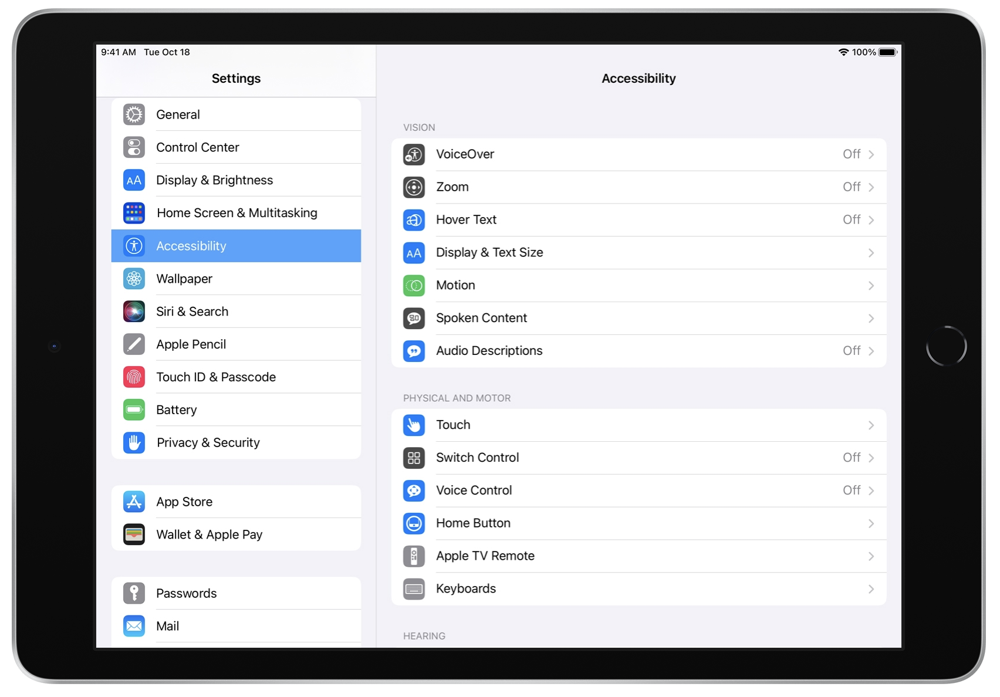 9:41 AM Tue Oct 18
100%
Settings
General
Control Center
AA Display & Brightness
Home Screen & Multitasking
Accessibility
Wallpaper
Siri & Search
Apple Pencil
Touch ID & Passcode
Battery
Privacy & Security
App Store
Wallet & Apple Pay
Passwords
Mail
Accessibility
VISION
VoiceOver Off
Zoom Off
Hover Text Off
AA Display & Text Size
Motion
Spoken Content
Audio Descriptions Off
PHYSICAL AND MOTOR
Touch
Switch Control Off
Voice Control Off
Home Button
Apple TV Remote
Keyboards
HEARING